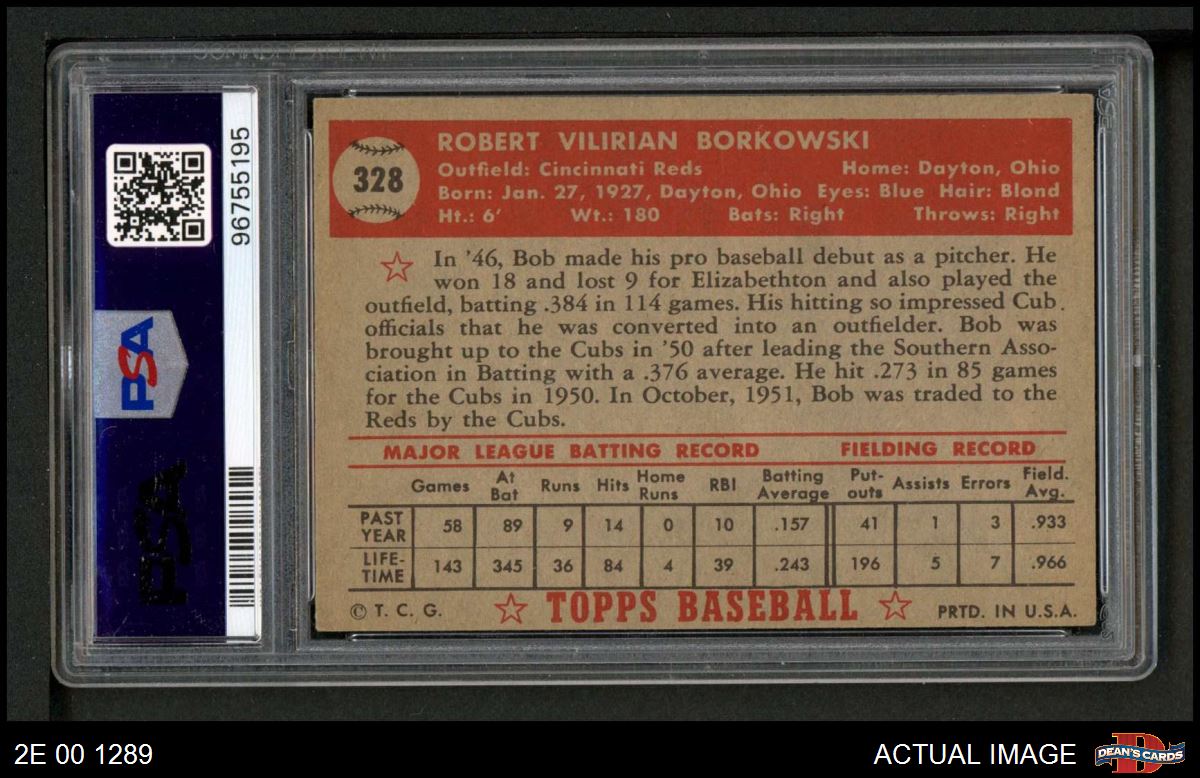 96755195
PSA
PSA
328
ROBERT VILIRIAN BORKOWSKI
Outfield: Cincinnati Reds Home: Dayton, Ohio
Born: Jan. 27, 1927, Dayton, Ohio Eyes: Blue Hair: Blond
Ht.: 6' Wt.: 180 Bats: Right Throws: Right
In '46, Bob made his pro baseball debut as a pitcher. He
won 18 and lost 9 for Elizabethton and also played the
outfield, batting .384 in 114 games. His hitting so impressed Cub
officials that he was converted into an outfielder. Bob was
brought up to the Cubs in '50 after leading the Southern Asso-
ciation in Batting with a .376 average. He hit .273 in 85 games
for the Cubs in 1950. In October, 1951, Bob was traded to the
Reds by the Cubs.
MAJOR LEAGUE BATTING RECORD FIELDING RECORD
Games At Bat Runs Hits Home Runs RBI Batting Average Put-outs Assists Errors Field. Avg.
PAST YEAR 58 89 9 14 0 10 .157 41 1 3 .933
LIFE-TIME 143 345 36 84 4 39 .243 196 5 7 .966
© T. C. G. TOPPS BASEBALL PRTD. IN U.S.A.
2E 00 1289 ACTUAL IMAGE DEAN'S CARDS